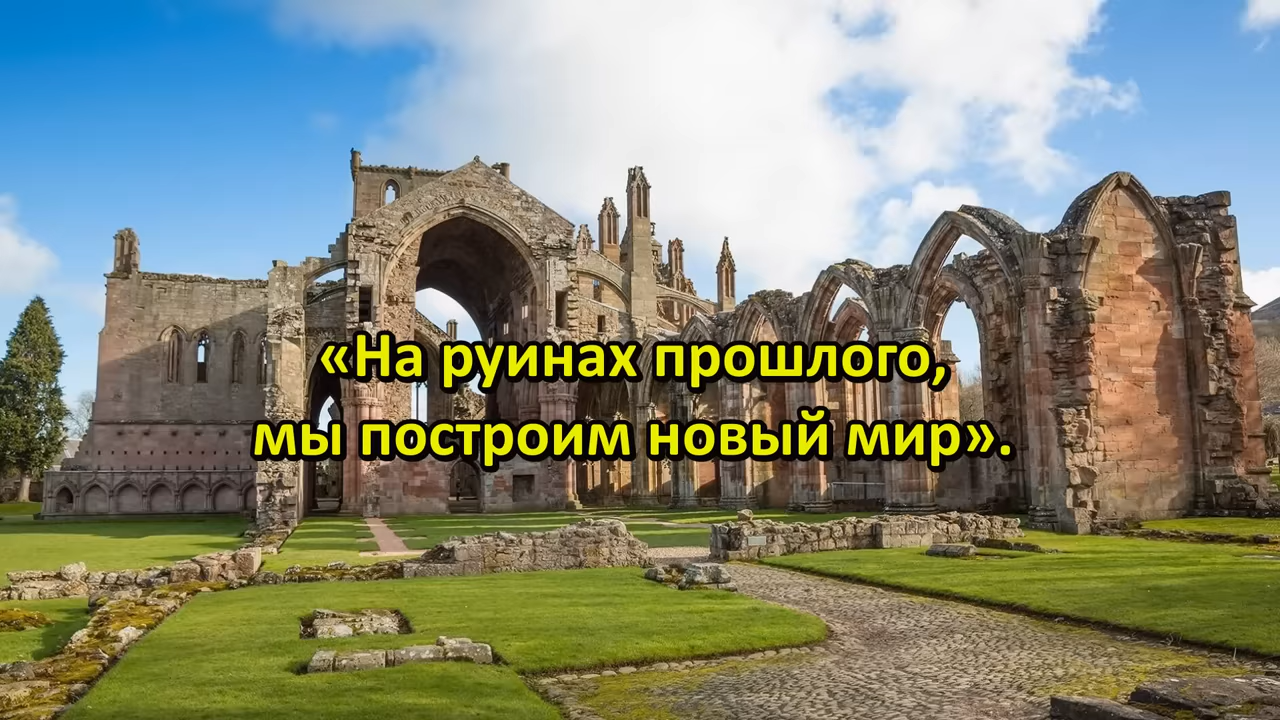 «На руинах прошлого,
мы построим новый мир».